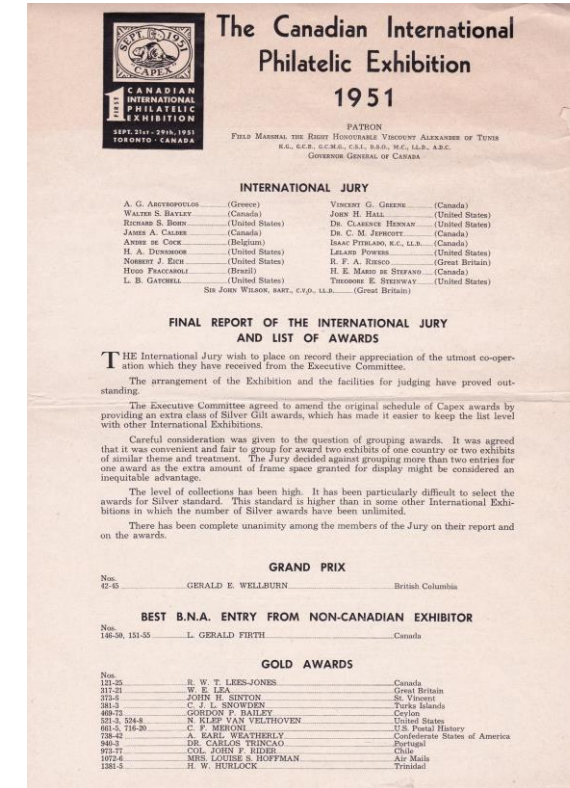 SEPT. 1951
CAPEX
1 FIRST
CANADIAN
INTERNATIONAL
PHILATELIC
EXHIBITION
SEPT. 21st - 29th, 1951
TORONTO · CANADA
The Canadian International
Philatelic Exhibition
1951
PATRON
Field Marshal the Right Honourable Viscount Alexander of Tunis
K.G., G.C.B., G.C.M.G., C.S.I., D.S.O., M.C., LL.D., A.D.C.
Governor General of Canada
INTERNATIONAL JURY
A. G. Argyropoulos (Greece)
Walter S. Bayley (Canada)
Richard S. Bohn (United States)
James A. Calder (Canada)
Andre de Cock (Belgium)
H. A. Dunsmoor (United States)
Norbert J. Eich (United States)
Hugo Fraccaroli (Brazil)
L. B. Gatchell (United States)
Vincent G. Greene (Canada)
John H. Hall (United States)
Dr. Clarence Hennan (United States)
Dr. C. M. Jephcott (Canada)
Isaac Pitblado, K.C., LL.D. (Canada)
Leland Powers (United States)
R. F. A. Riesco (Great Britain)
H. E. Mario de Stefano (Canada)
Theodore E. Steinway (United States)
Sir John Wilson, Bart., C.V.O., LL.D. (Great Britain)
FINAL REPORT OF THE INTERNATIONAL JURY
AND LIST OF AWARDS
THE International Jury wish to place on record their appreciation of the utmost co-oper-
ation which they have received from the Executive Committee.
The arrangement of the Exhibition and the facilities for judging have proved out-
standing.
The Executive Committee agreed to amend the original schedule of Capex awards by
providing an extra class of Silver Gilt awards, which has made it easier to keep the list level
with other International Exhibitions.
Careful consideration was given to the question of grouping awards. It was agreed
that it was convenient and fair to group for award two exhibits of one country or two exhibits
of similar theme and treatment. The Jury decided against grouping more than two entries for
one award as the extra amount of frame space granted for display might be considered an
inequitable advantage.
The level of collections has been high. It has been particularly difficult to select the
awards for Silver standard. This standard is higher than in some other International Exhi-
bitions in which the number of Silver awards have been unlimited.
There has been complete unanimity among the members of the Jury on their report and
on the awards.
GRAND PRIX
Nos.
42-45 GERALD E. WELLBURN British Columbia
BEST B.N.A. ENTRY FROM NON-CANADIAN EXHIBITOR
Nos.
146-50, 151-55 L. GERALD FIRTH Canada
GOLD AWARDS
Nos.
121-25 R. W. T. LEES-JONES Canada
317-21 W. E. LEA Great Britain
373-8 JOHN H. SINTON St. Vincent
381-3 C. J. L. SNOWDEN Turks Islands
469-73 GORDON P. BAILEY Ceylon
521-3, 524-8 N. KLEP VAN VELTHOVEN United States
661-5, 716-20 C. F. MERONI U.S. Postal History
738-42 A. EARL WEATHERLY Confederate States of America
940-3 DR. CARLOS TRINCAO Portugal
973-77 COL. JOHN F. RIDER Chile
1072-6 MRS. LOUISE S. HOFFMAN Air Mails
1381-5 H. W. HURLOCK Trinidad